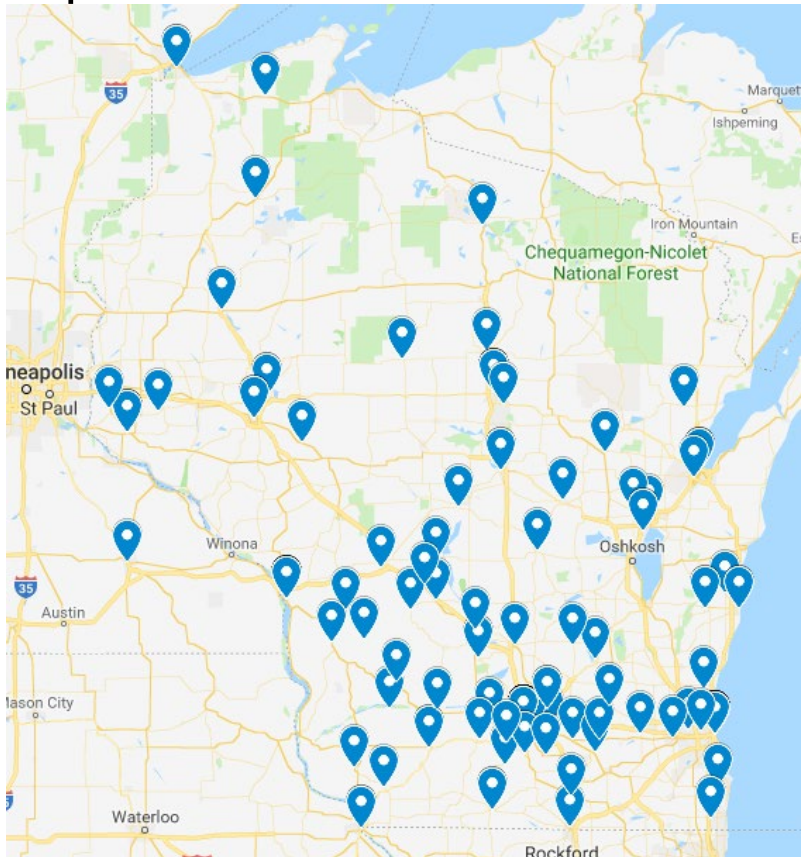 35
Marquett
Ishpeming
Iron Mountain
Chequamegon-Nicolet
National Forest
neapolis
St Paul
Winona
Oshkosh
35
Austin
Mason City
Waterloo
Rockford